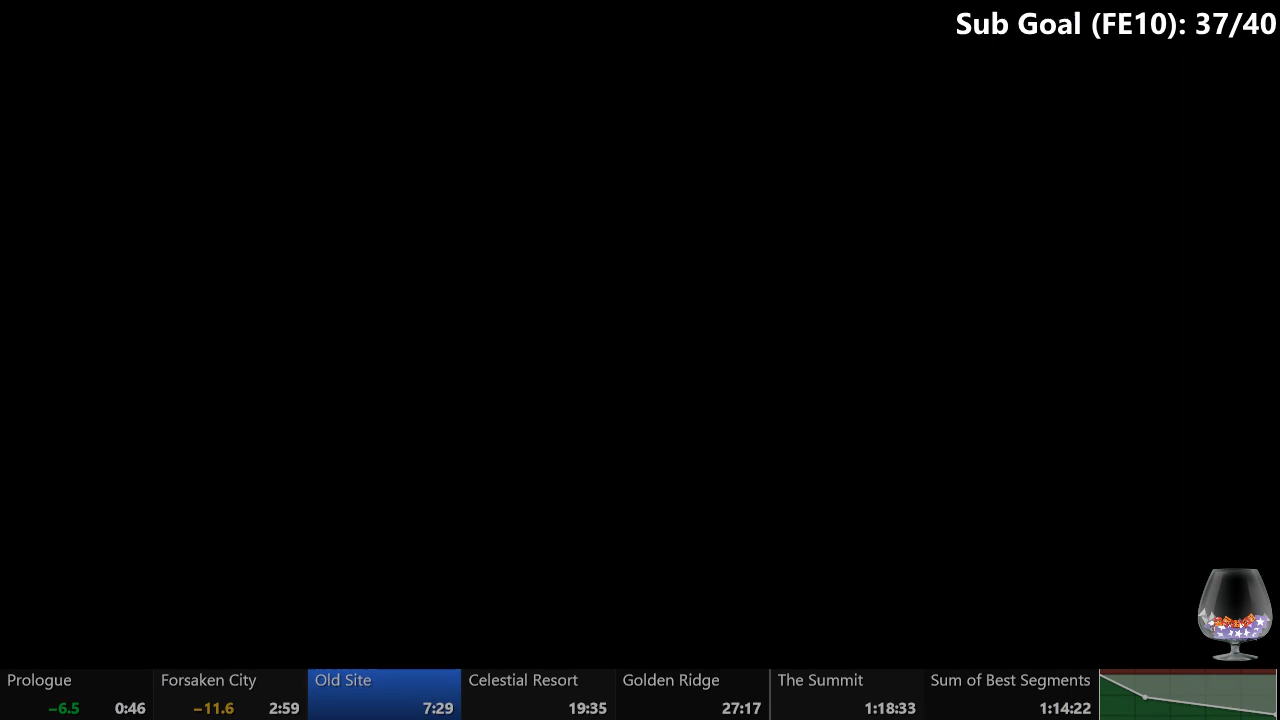 Sub Goal (FE10): 37/40
Prologue Forsaken City Old Site Celestial Resort Golden Ridge The Summit Sum of Best Segments
−6.5 0:46 −11.6 2:59 7:29 19:35 27:17 1:18:33 1:14:22